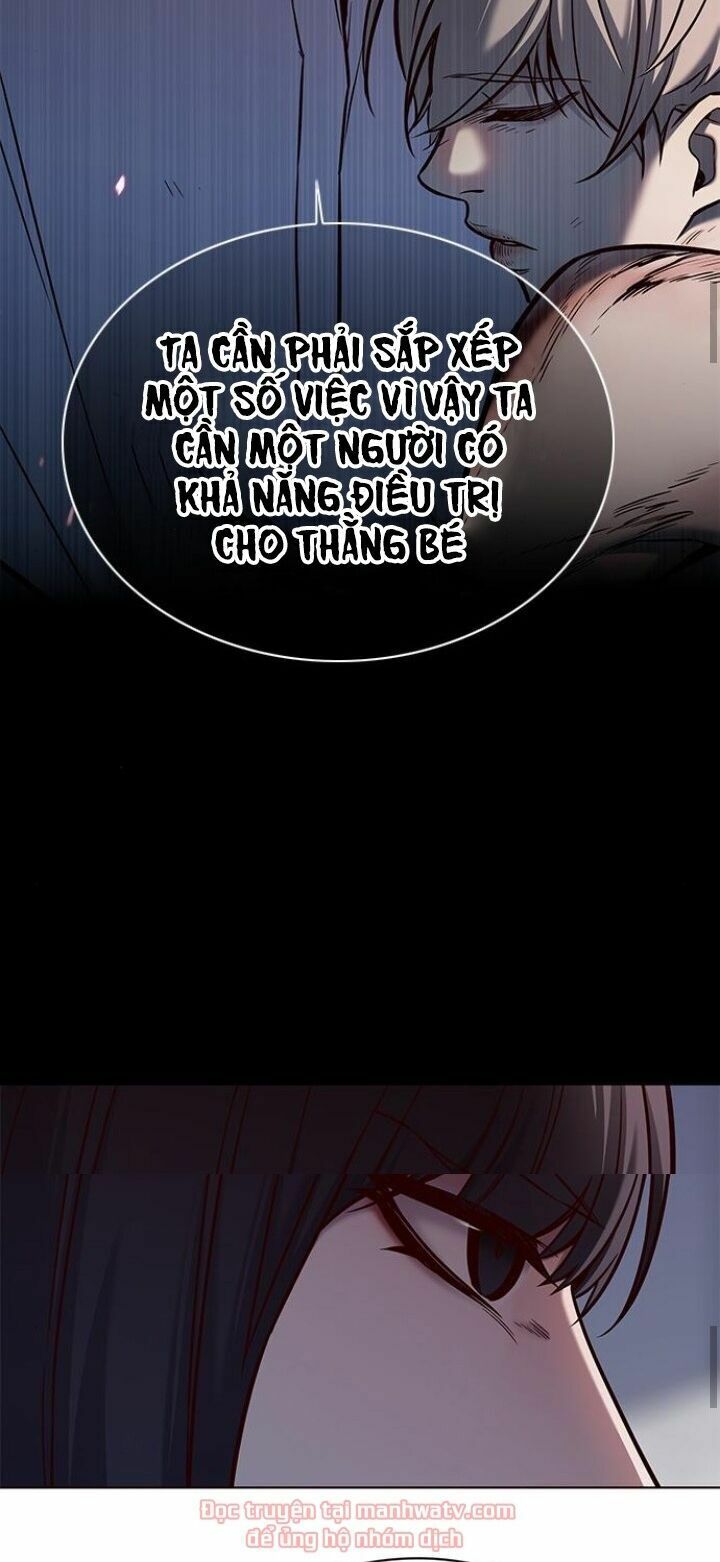 TA CẦN PHẢI SẮP XẾP
MỘT SỐ VIỆC VÌ VẬY TA
CẦN MỘT NGƯỜI CÓ
KHẢ NĂNG ĐIỀU TRỊ
CHO THẰNG BÉ
Đọc truyện tại manhwatv.com
để ủng hộ nhóm dịch